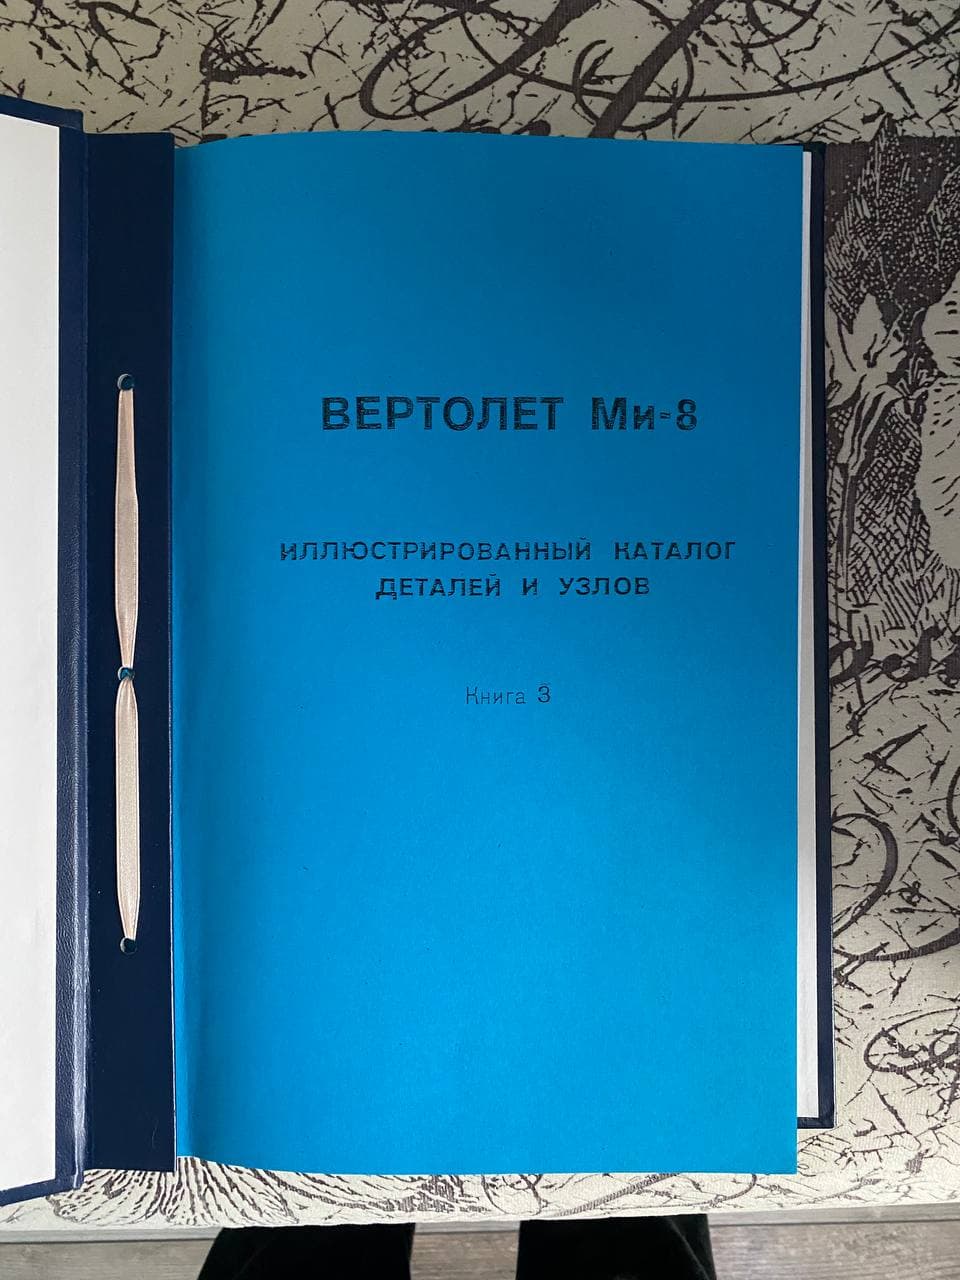 ВЕРТОЛЕТ Ми-8
ИЛЛЮСТРИРОВАННЫЙ КАТАЛОГ
ДЕТАЛЕЙ И УЗЛОВ
Книга 3